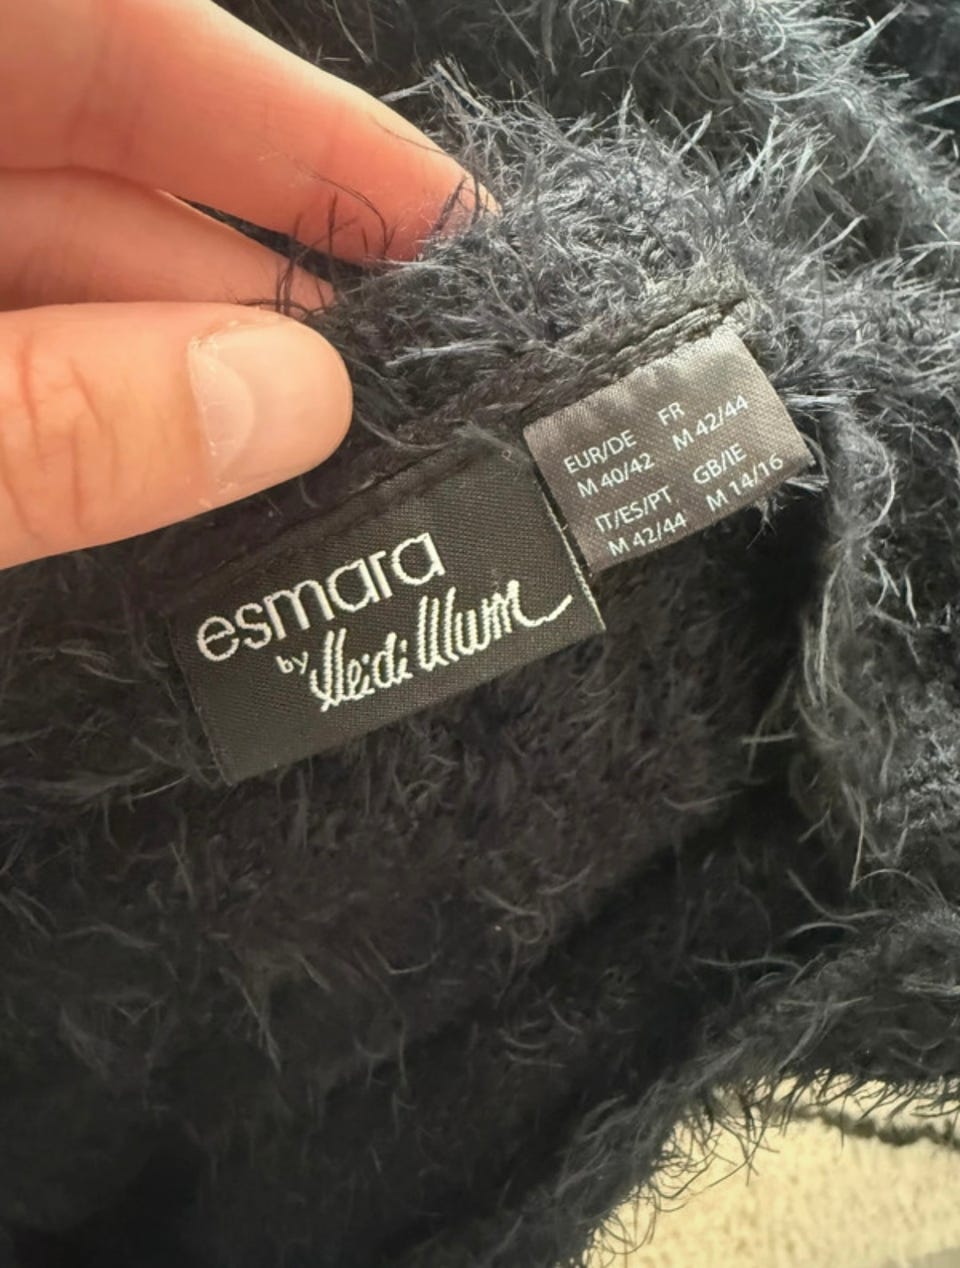 esmara
by Heidi Klum
EUR/DE FR
M 40/42 M 42/44
IT/ES/PT GB/IE
M 42/44 M 14/16